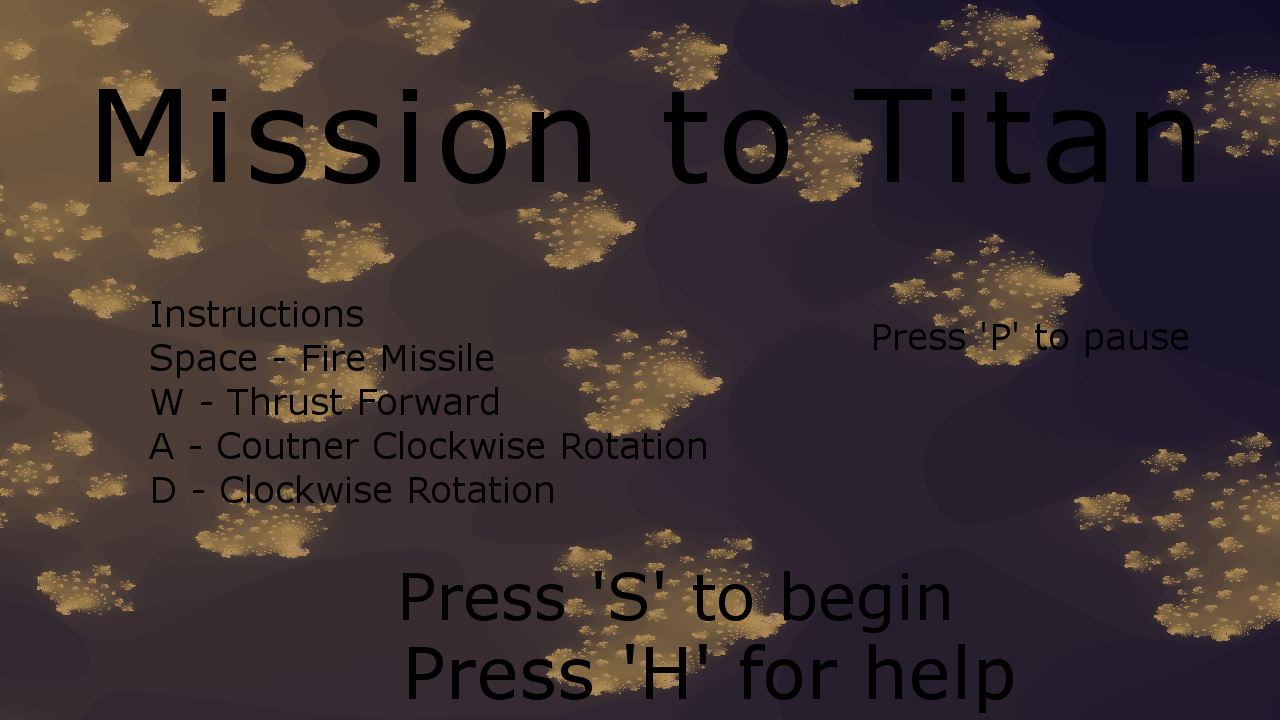 Mission to Titan
Instructions
Space - Fire Missile
W - Thrust Forward
A - Coutner Clockwise Rotation
D - Clockwise Rotation
Press 'P' to pause
Press 'S' to begin
Press 'H' for help